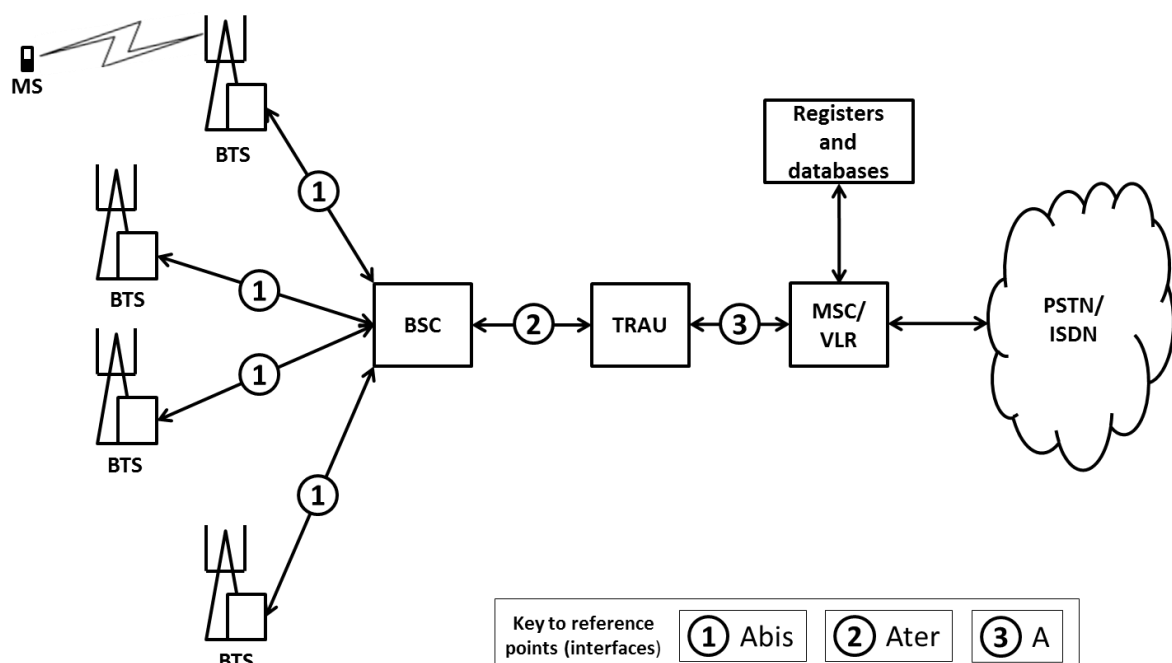 MS
BTS
1
Registers
and
databases
BTS
1
BTS
1
1
BSC
2
TRAU
3
MSC/
VLR
PSTN/
ISDN
BTS
Key to reference
points (interfaces)
1 Abis
2 Ater
3 A